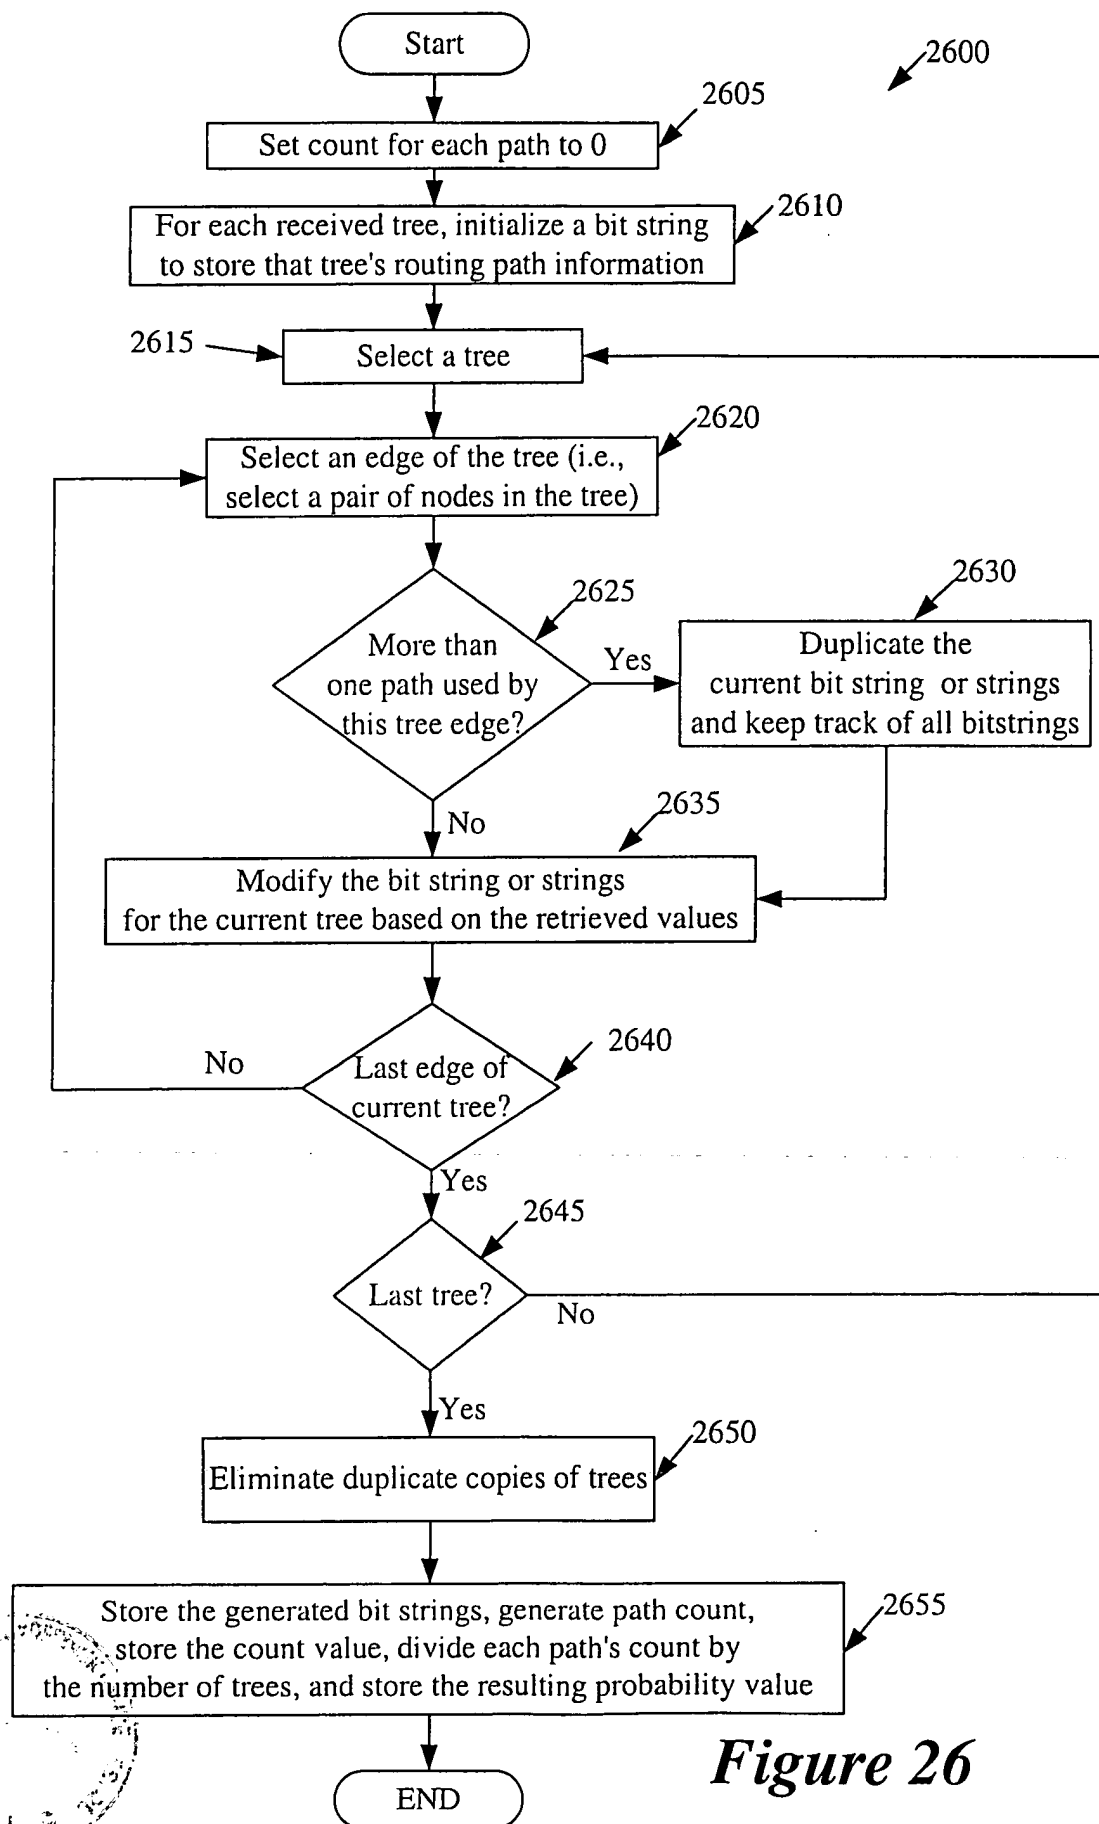 Start
2600
2605
Set count for each path to 0
2610
For each received tree, initialize a bit string
to store that tree's routing path information
2615
Select a tree
2620
Select an edge of the tree (i.e.,
select a pair of nodes in the tree)
2625
2630
More than
one path used by
this tree edge?
Yes
Duplicate the
current bit string or strings
and keep track of all bitstrings
No
2635
Modify the bit string or strings
for the current tree based on the retrieved values
2640
No
Last edge of
current tree?
Yes
2645
Last tree?
No
Yes
2650
Eliminate duplicate copies of trees
2655
Store the generated bit strings, generate path count,
store the count value, divide each path's count by
the number of trees, and store the resulting probability value
Figure 26
END